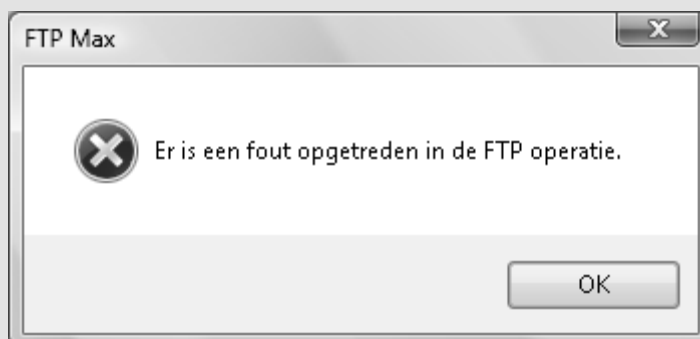 FTP Max
Er is een fout opgetreden in de FTP operatie.
OK